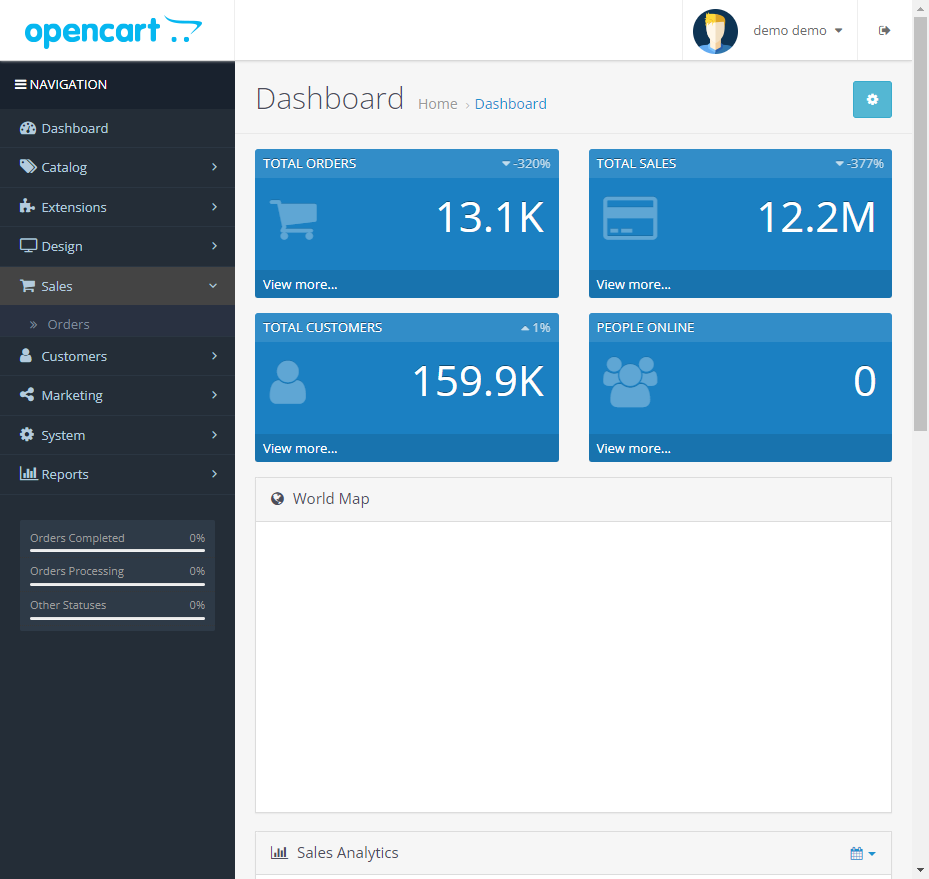 opencart
demo demo
NAVIGATION
Dashboard
Catalog
Extensions
Design
Sales
Orders
Customers
Marketing
System
Reports
Orders Completed 0%
Orders Processing 0%
Other Statuses 0%
Dashboard Home › Dashboard
TOTAL ORDERS -320%
13.1K
View more...
TOTAL SALES -377%
12.2M
View more...
TOTAL CUSTOMERS 1%
159.9K
View more...
PEOPLE ONLINE
0
View more...
World Map
Sales Analytics